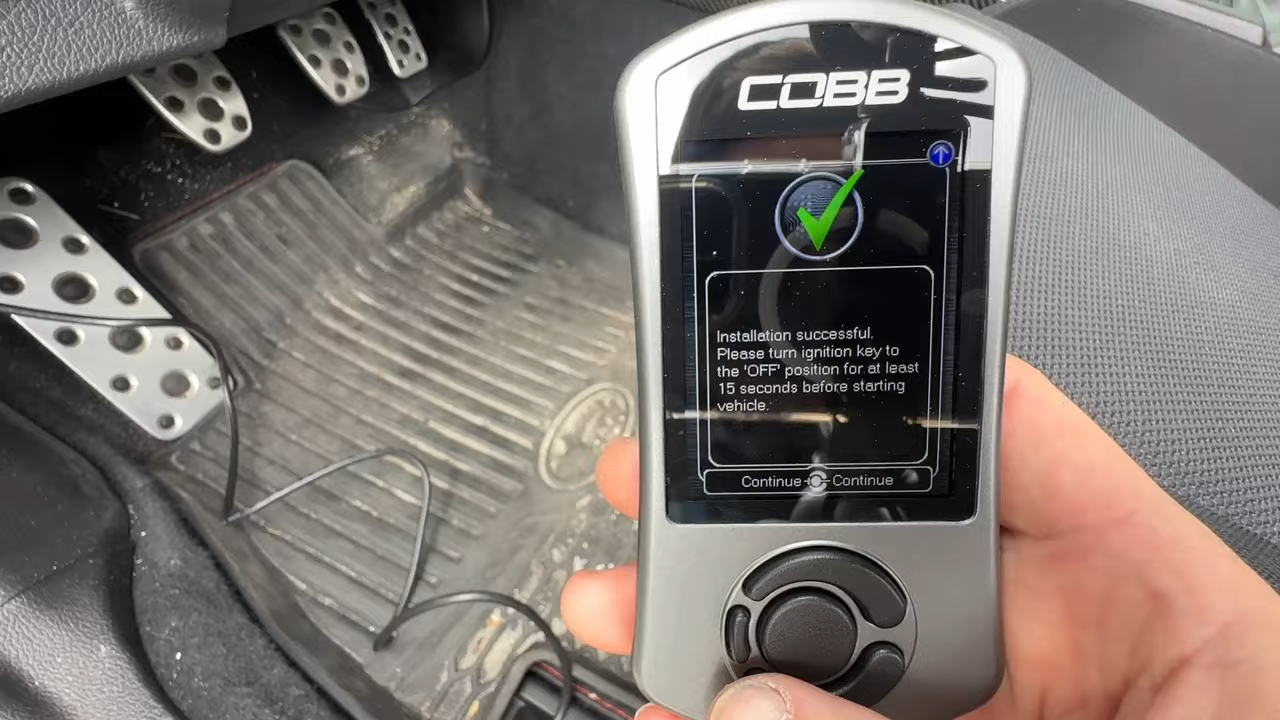 COBB
Installation successful.
Please turn ignition key to
the 'OFF' position for at least
15 seconds before starting
vehicle.
Continue Continue